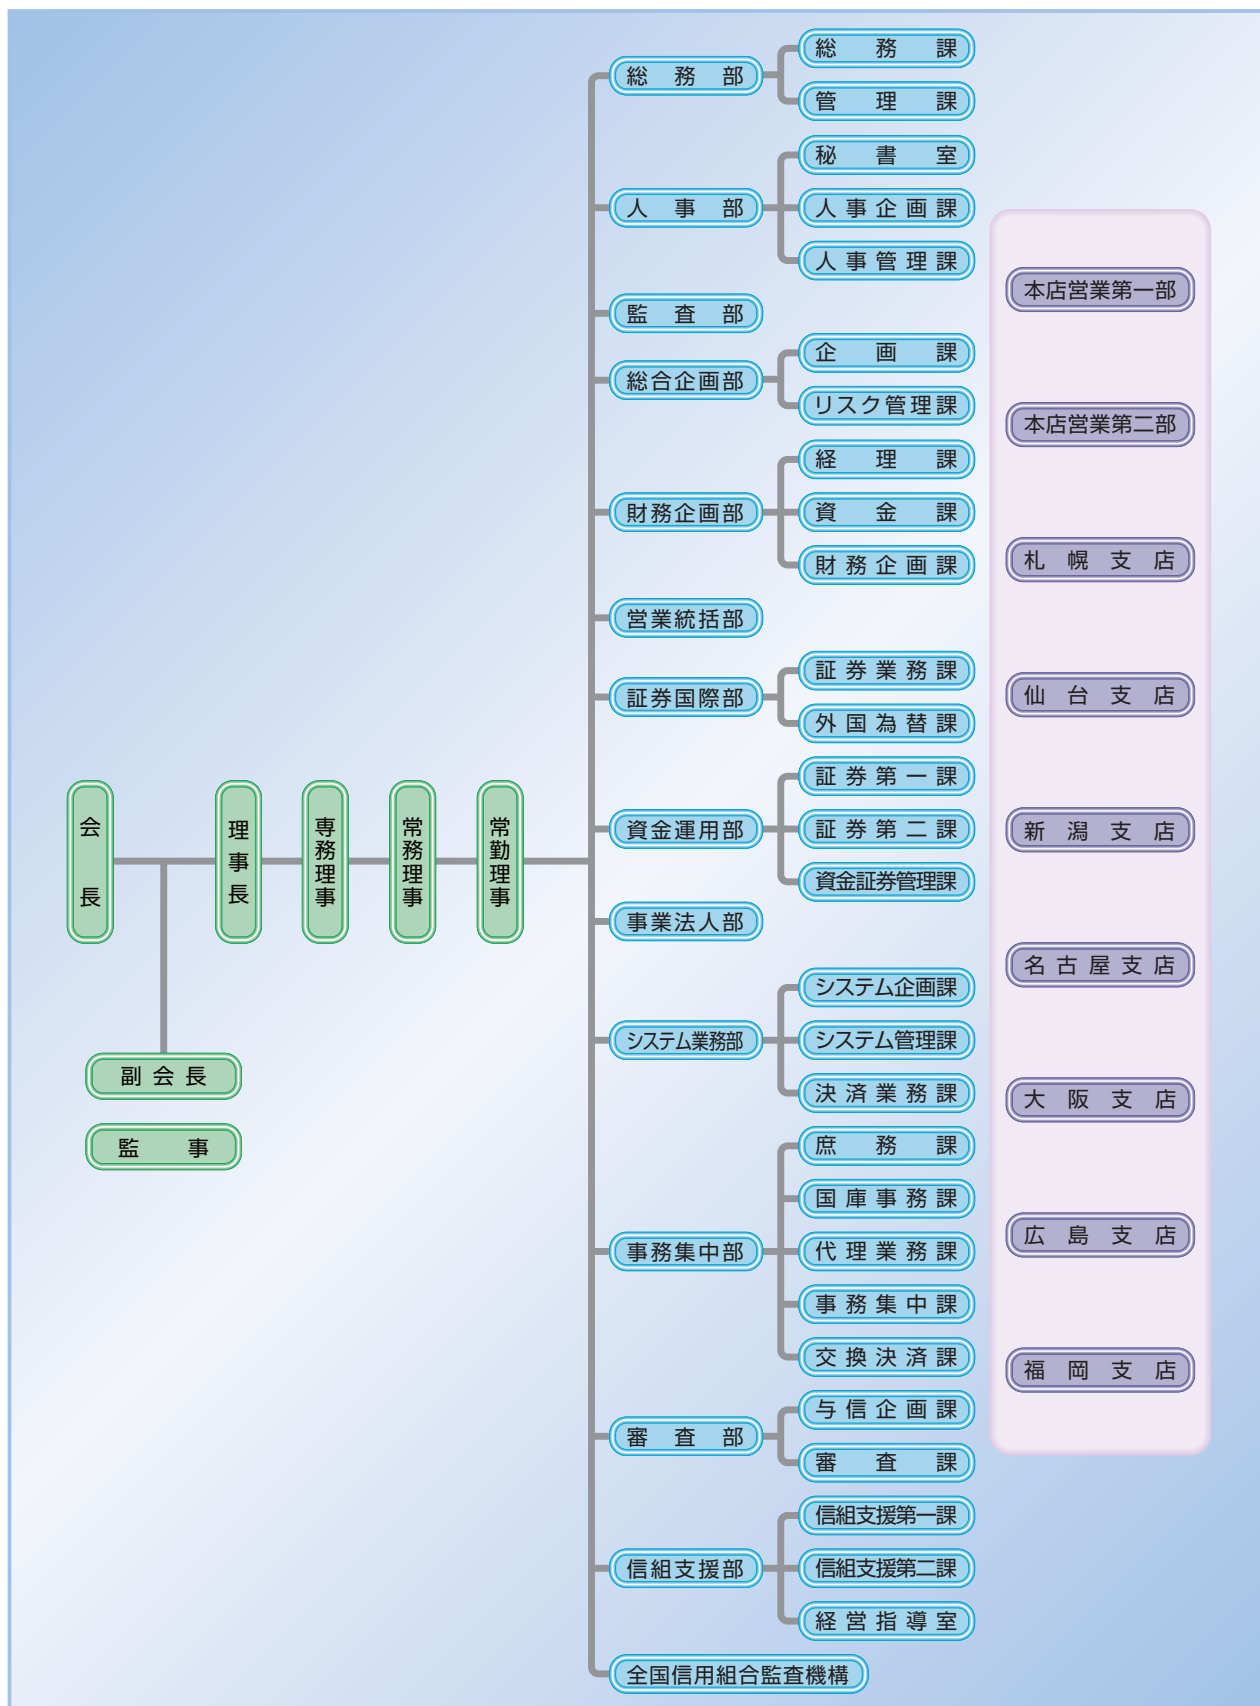 会長
副会長
監事
理事長
専務理事
常務理事
常勤理事
総務部
総務課
管理課
人事部
秘書室
人事企画課
人事管理課
監査部
総合企画部
企画課
リスク管理課
財務企画部
経理課
資金課
財務企画課
営業統括部
証券国際部
証券業務課
外国為替課
資金運用部
証券第一課
証券第二課
資金証券管理課
事業法人部
システム業務部
システム企画課
システム管理課
決済業務課
事務集中部
庶務課
国庫事務課
代理業務課
事務集中課
交換決済課
審査部
与信企画課
審査課
信組支援部
信組支援第一課
信組支援第二課
経営指導室
全国信用組合監査機構
本店営業第一部
本店営業第二部
札幌支店
仙台支店
新潟支店
名古屋支店
大阪支店
広島支店
福岡支店